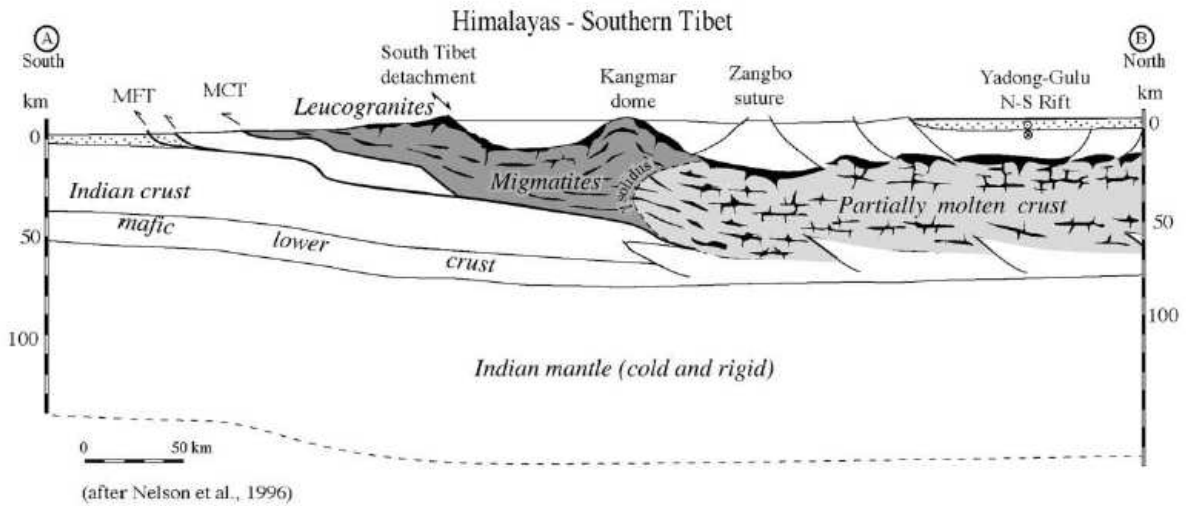 Himalayas - Southern Tibet
A
South
B
North
km
km
MFT
MCT
Leucogranites
South Tibet
detachment
Kangmar
dome
Zangbo
suture
Yadong-Gulu
N-S Rift
0
0
Indian crust
Migmatites
solidus
Partially molten crust
50
50
mafic lower crust
100
100
Indian mantle (cold and rigid)
0 50 km
(after Nelson et al., 1996)